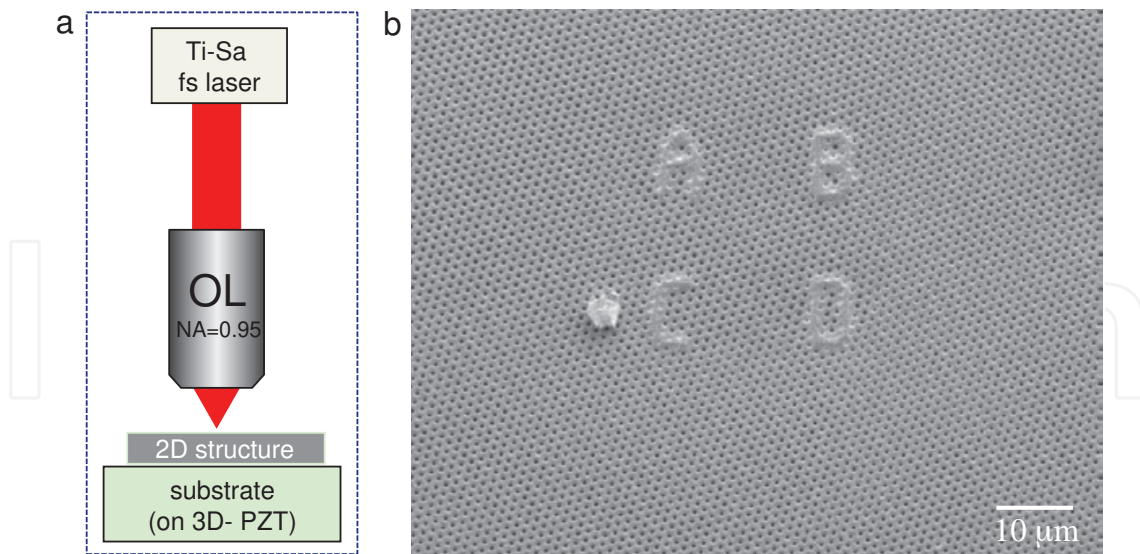 a
Ti-Sa
fs laser
OL
NA=0.95
2D structure
substrate
(on 3D- PZT)
b
A B
C D
10 μm